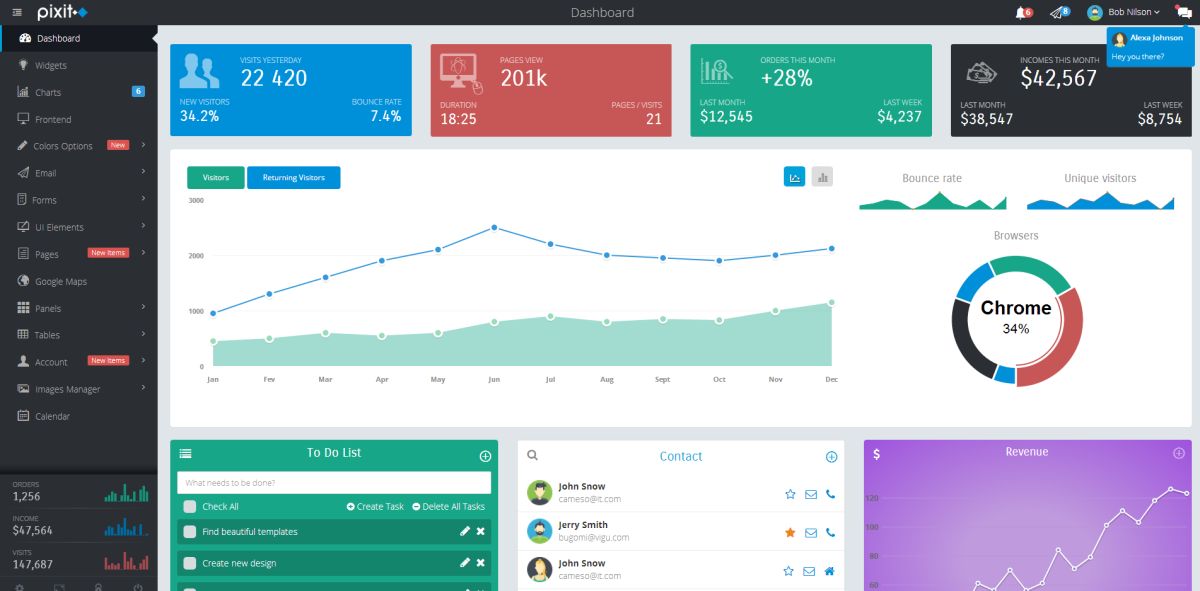 pixit
Dashboard
6
8
Bob Nilson
Alexa Johnson
Hey you there?
Dashboard
Widgets
Charts 6
Frontend
Colors Options New
Email
Forms
UI Elements
Pages New Items
Google Maps
Panels
Tables
Account New Items
Images Manager
Calendar
ORDERS
1,256
INCOME
$47,564
VISITS
147,687
VISITS YESTERDAY
22 420
NEW VISITORS BOUNCE RATE
34.2% 7.4%
PAGES VIEW
201k
DURATION PAGES / VISITS
18:25 21
ORDERS THIS MONTH
+28%
LAST MONTH LAST WEEK
$12,545 $4,237
INCOMES THIS MONTH
$42,567
LAST MONTH LAST WEEK
$38,547 $8,754
Visitors Returning Visitors
3000
2000
1000
0
Jan Fev Mar Apr May Jun Jul Aug Sept Oct Nov Dec
Bounce rate Unique visitors
Browsers
Chrome
34%
To Do List
What needs to be done?
Check All Create Task Delete All Tasks
Find beautiful templates
Create new design
Contact
John Snow
cameso@it.com
Jerry Smith
bugomi@vigu.com
John Snow
cameso@it.com
$ Revenue
120
100
80
60